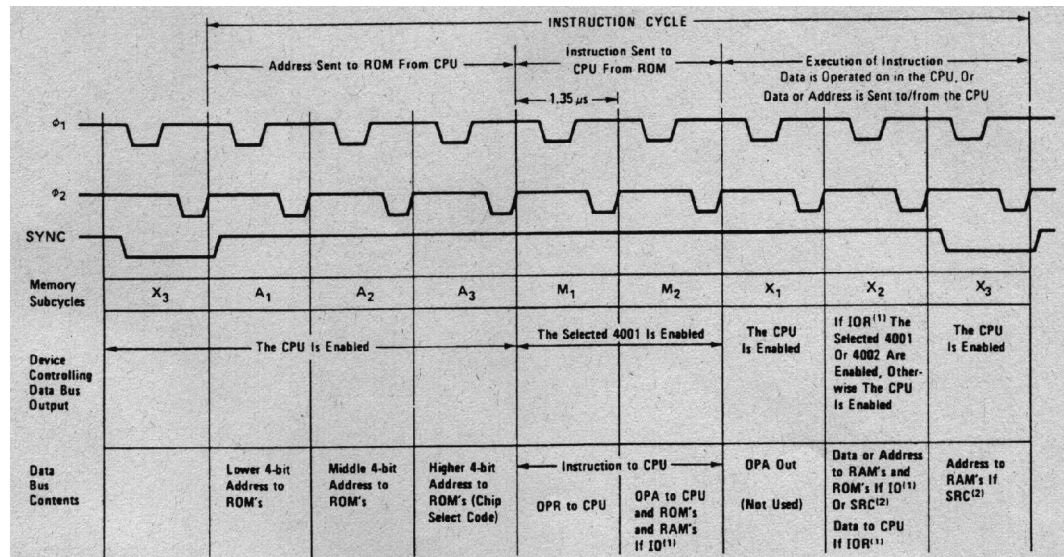 INSTRUCTION CYCLE
Address Sent to ROM From CPU
Instruction Sent to
CPU From ROM
Execution of Instruction
Data is Operated on in the CPU, Or
Data or Address is Sent to/from the CPU
1.35 μs
ϕ1
ϕ2
SYNC
Memory
Subcycles
X3
A1
A2
A3
M1
M2
X1
X2
X3
Device
Controlling
Data Bus
Output
The CPU Is Enabled
The Selected 4001 Is Enabled
The CPU
Is Enabled
If IOR(1) The
Selected 4001
Or 4002 Are
Enabled, Other-
wise The CPU
Is Enabled
The CPU
Is Enabled
Data
Bus
Contents
Lower 4-bit
Address to
ROM's
Middle 4-bit
Address to
ROM's
Higher 4-bit
Address to
ROM's (Chip
Select Code)
Instruction to CPU
OPR to CPU
OPA to CPU
and ROM's
and RAM's
If IO(1)
OPA Out
(Not Used)
Data or Address
to RAM's and
ROM's If IO(1)
Or SRC(2)
Data to CPU
If IOR(1)
Address to
RAM's If
SRC(2)